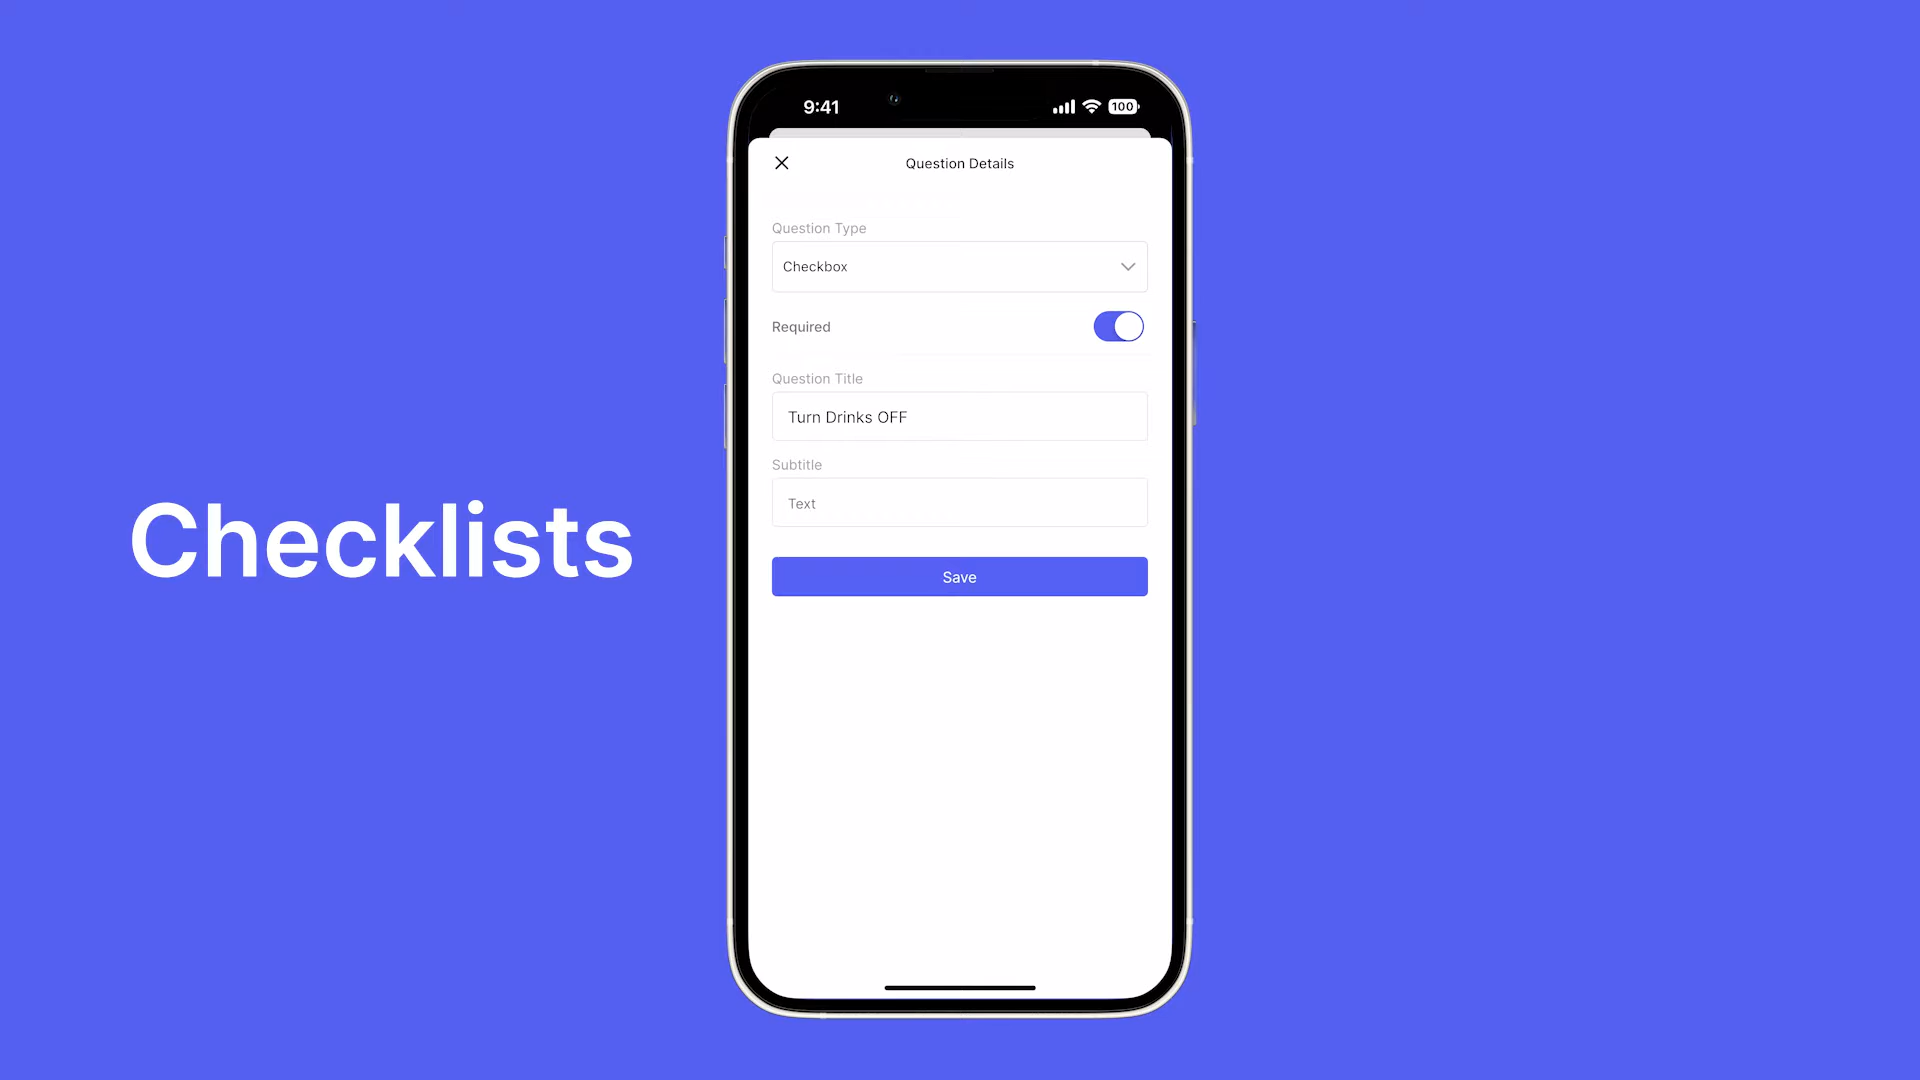 Checklists
9:41
100
Question Details
Question Type
Checkbox
Required
Question Title
Turn Drinks OFF
Subtitle
Text
Save